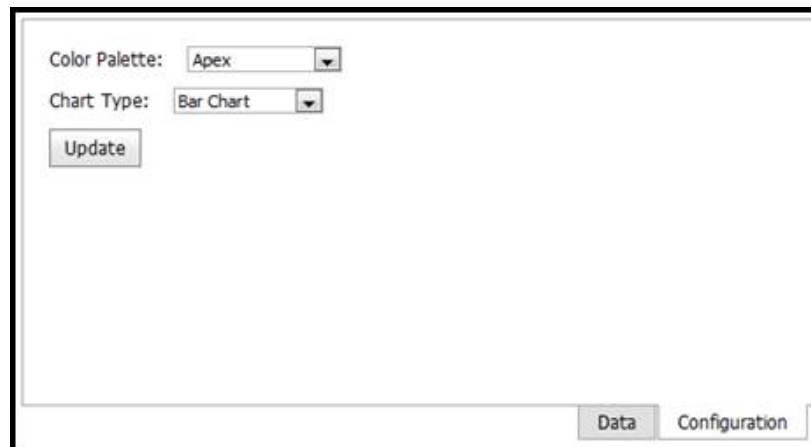 Color Palette: Apex
Chart Type: Bar Chart
Update
Data Configuration